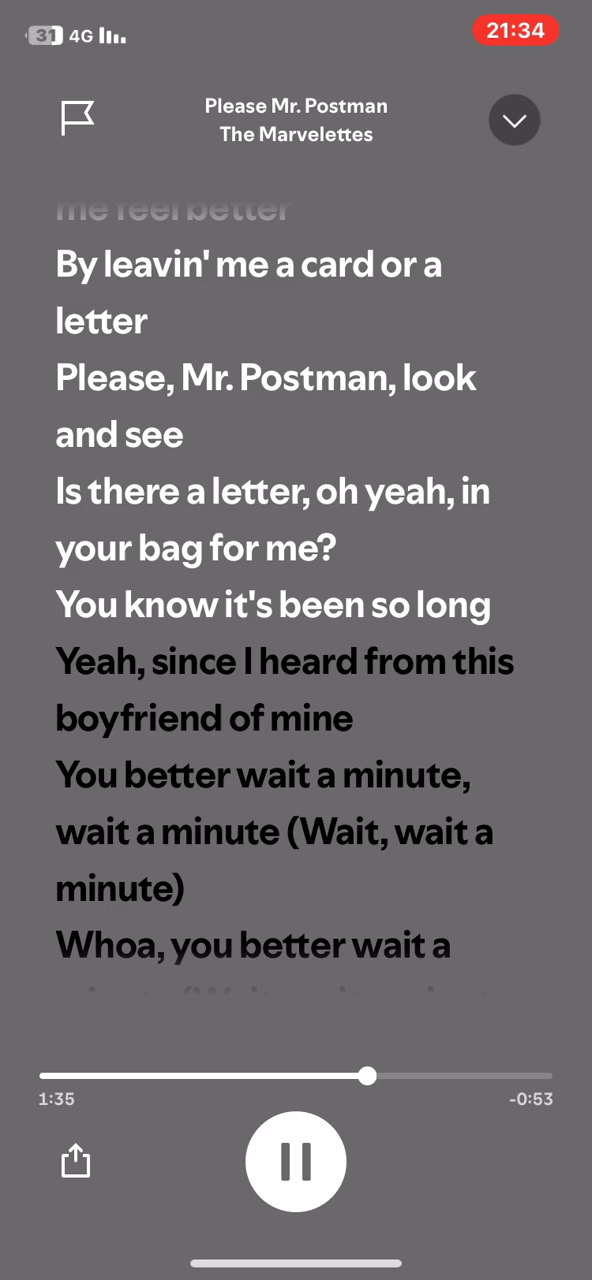 31 4G 21:34
Please Mr. Postman
The Marvelettes
me feel better
By leavin' me a card or a
letter
Please, Mr. Postman, look
and see
Is there a letter, oh yeah, in
your bag for me?
You know it's been so long
Yeah, since I heard from this
boyfriend of mine
You better wait a minute,
wait a minute (Wait, wait a
minute)
Whoa, you better wait a
1:35 -0:53